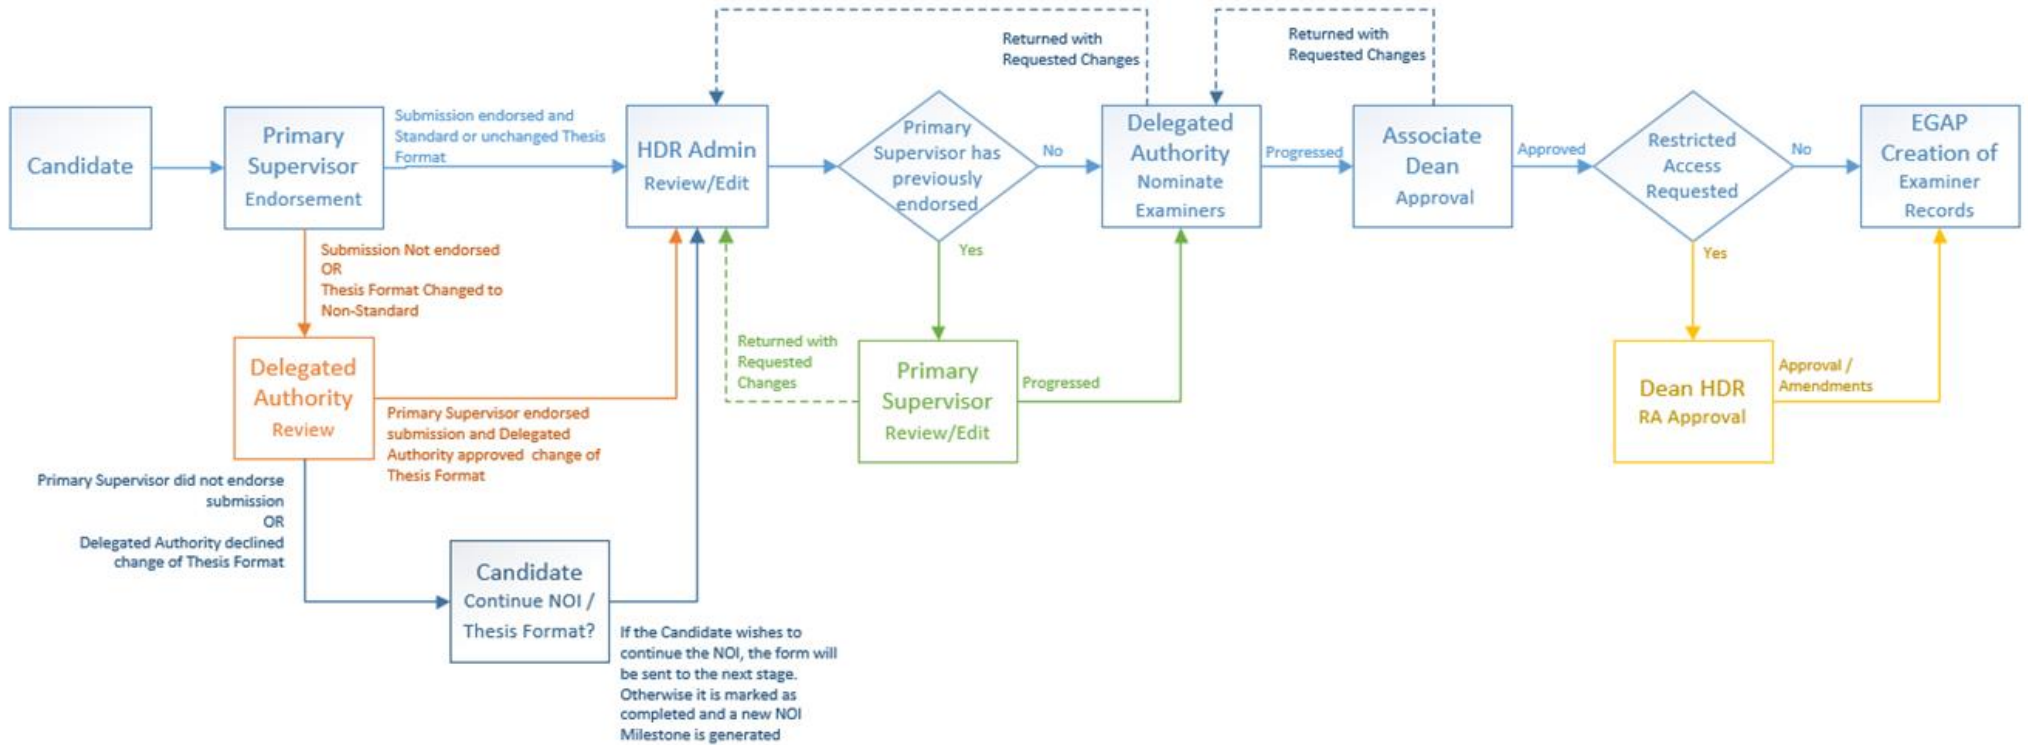 Candidate
Primary
Supervisor
Endorsement
Submission endorsed and
Standard or unchanged Thesis
Format
HDR Admin
Review/Edit
Returned with
Requested Changes
Primary
Supervisor has
previously
endorsed
No
Delegated
Authority
Nominate
Examiners
Returned with
Requested Changes
Progressed
Associate
Dean
Approval
Approved
Restricted
Access
Requested
No
EGAP
Creation of
Examiner
Records
Submission Not endorsed
OR
Thesis Format Changed to
Non-Standard
Yes
Yes
Delegated
Authority
Review
Primary Supervisor endorsed
submission and Delegated
Authority approved change of
Thesis Format
Returned with
Requested
Changes
Primary
Supervisor
Review/Edit
Progressed
Dean HDR
RA Approval
Approval /
Amendments
Primary Supervisor did not endorse
submission
OR
Delegated Authority declined
change of Thesis Format
Candidate
Continue NOI /
Thesis Format?
If the Candidate wishes to
continue the NOI, the form will
be sent to the next stage.
Otherwise it is marked as
completed and a new NOI
Milestone is generated